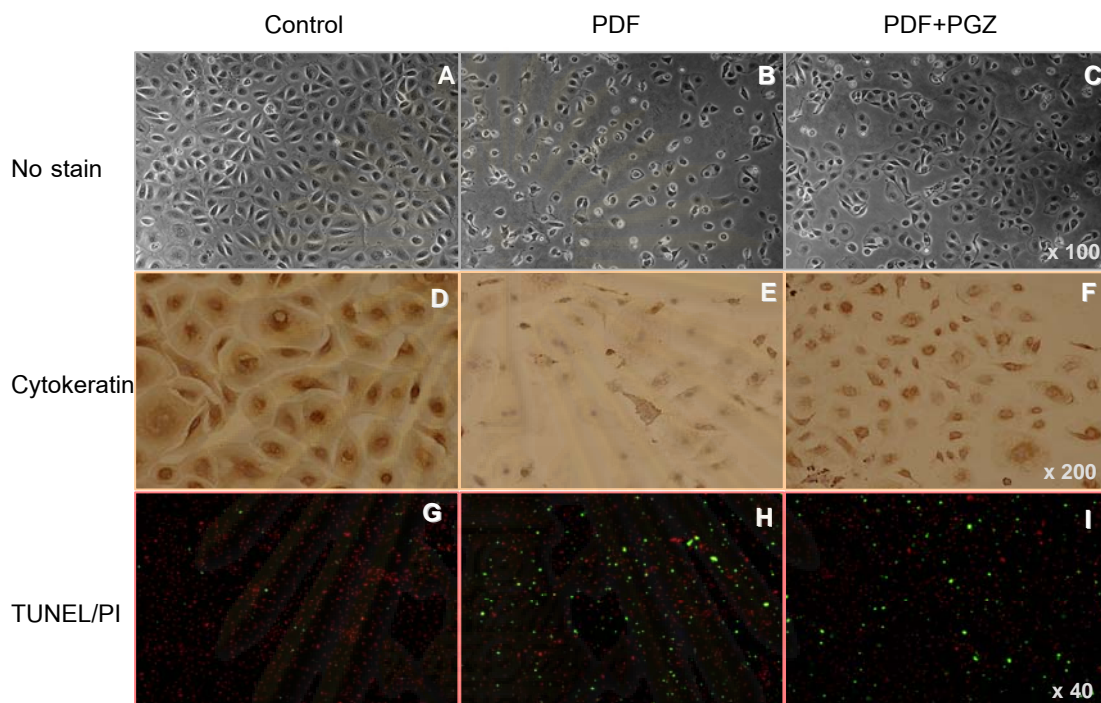 Control PDF PDF+PGZ
No stain A B C
x 100
Cytokeratin D E F
x 200
TUNEL/PI G H I
x 40